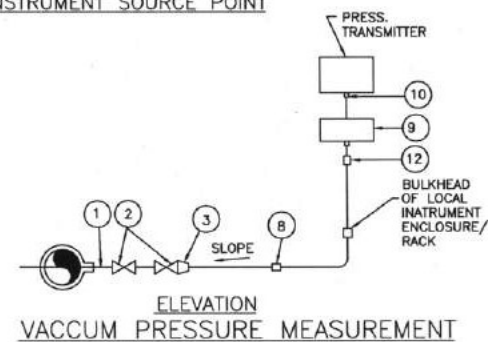 INSTRUMENT SOURCE POINT
PRESS.
TRANSMITTER
10
9
12
BULKHEAD
OF LOCAL
INATRUMENT
ENCLOSURE/
RACK
1
2
3
SLOPE
8
ELEVATION
VACCUM PRESSURE MEASUREMENT